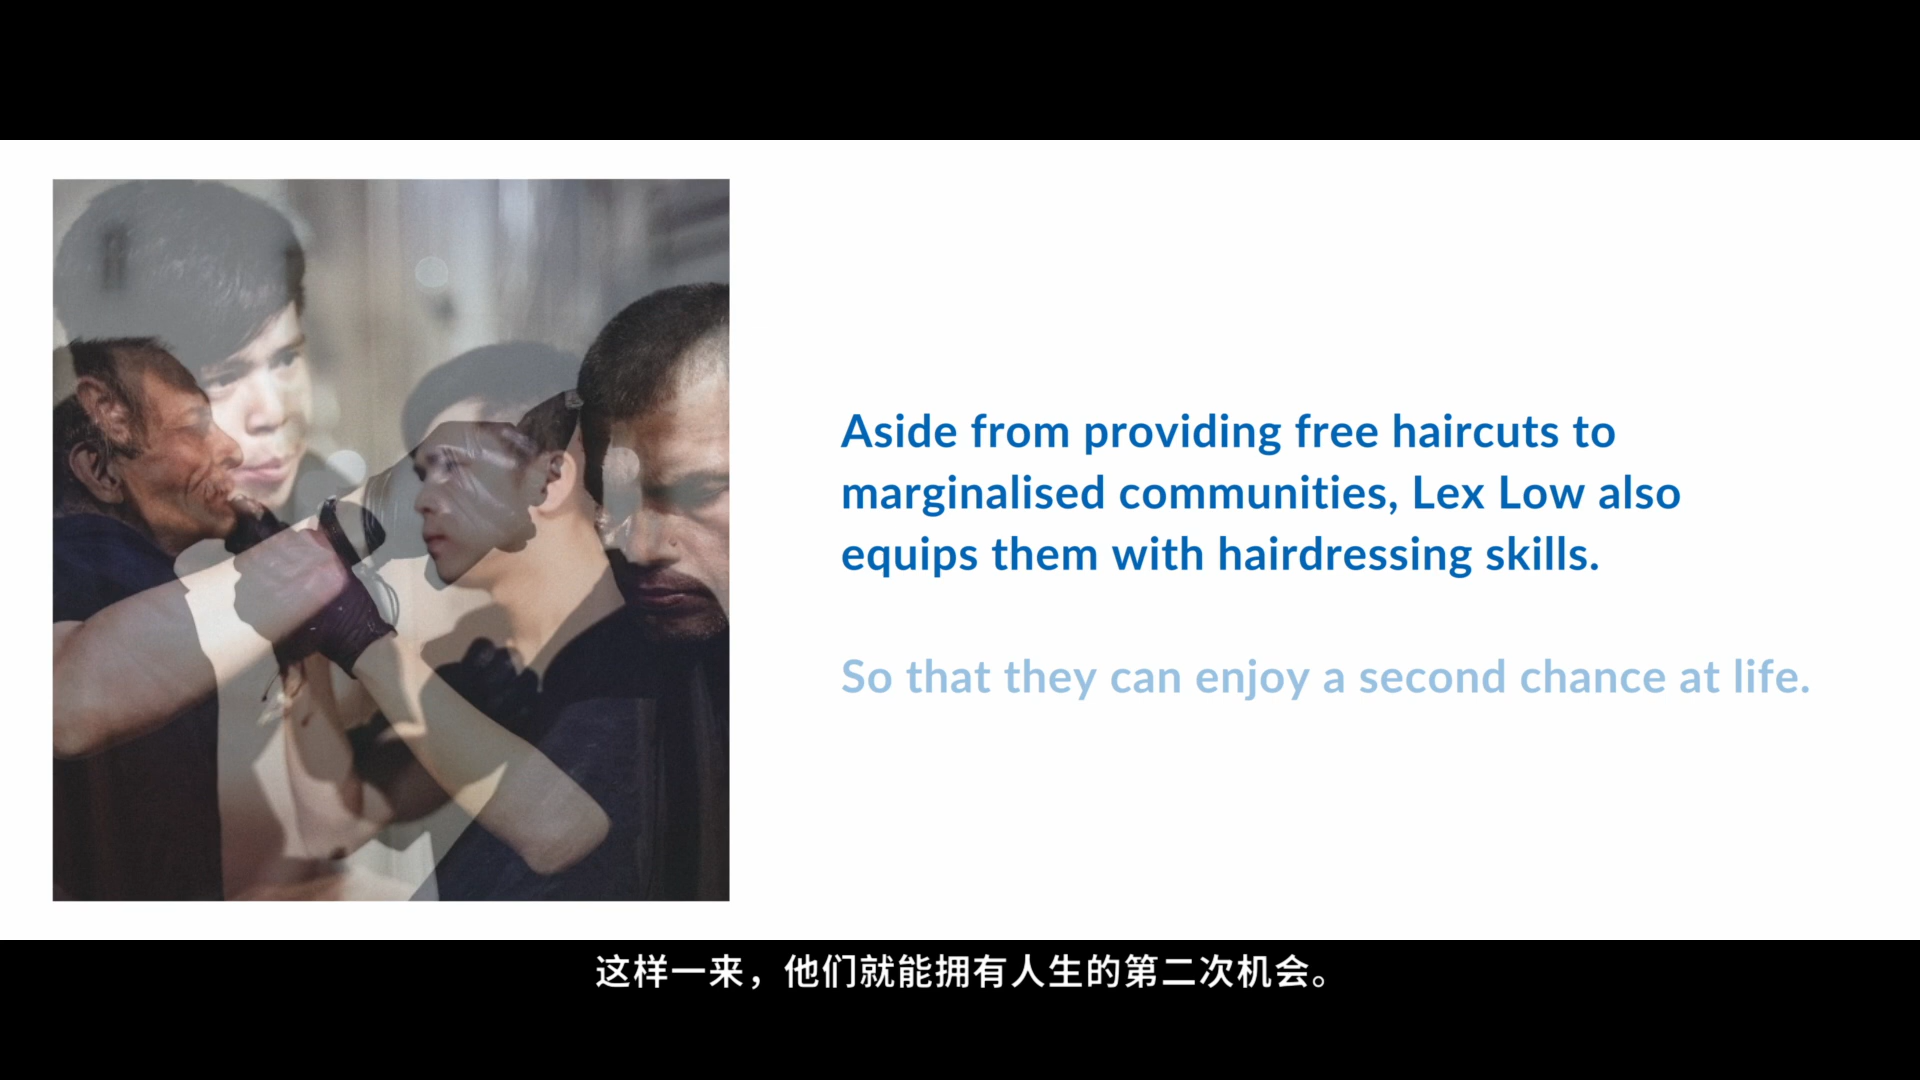 Aside from providing free haircuts to
marginalised communities, Lex Low also
equips them with hairdressing skills.
So that they can enjoy a second chance at life.
这样一来，他们就能拥有人生的第二次机会。